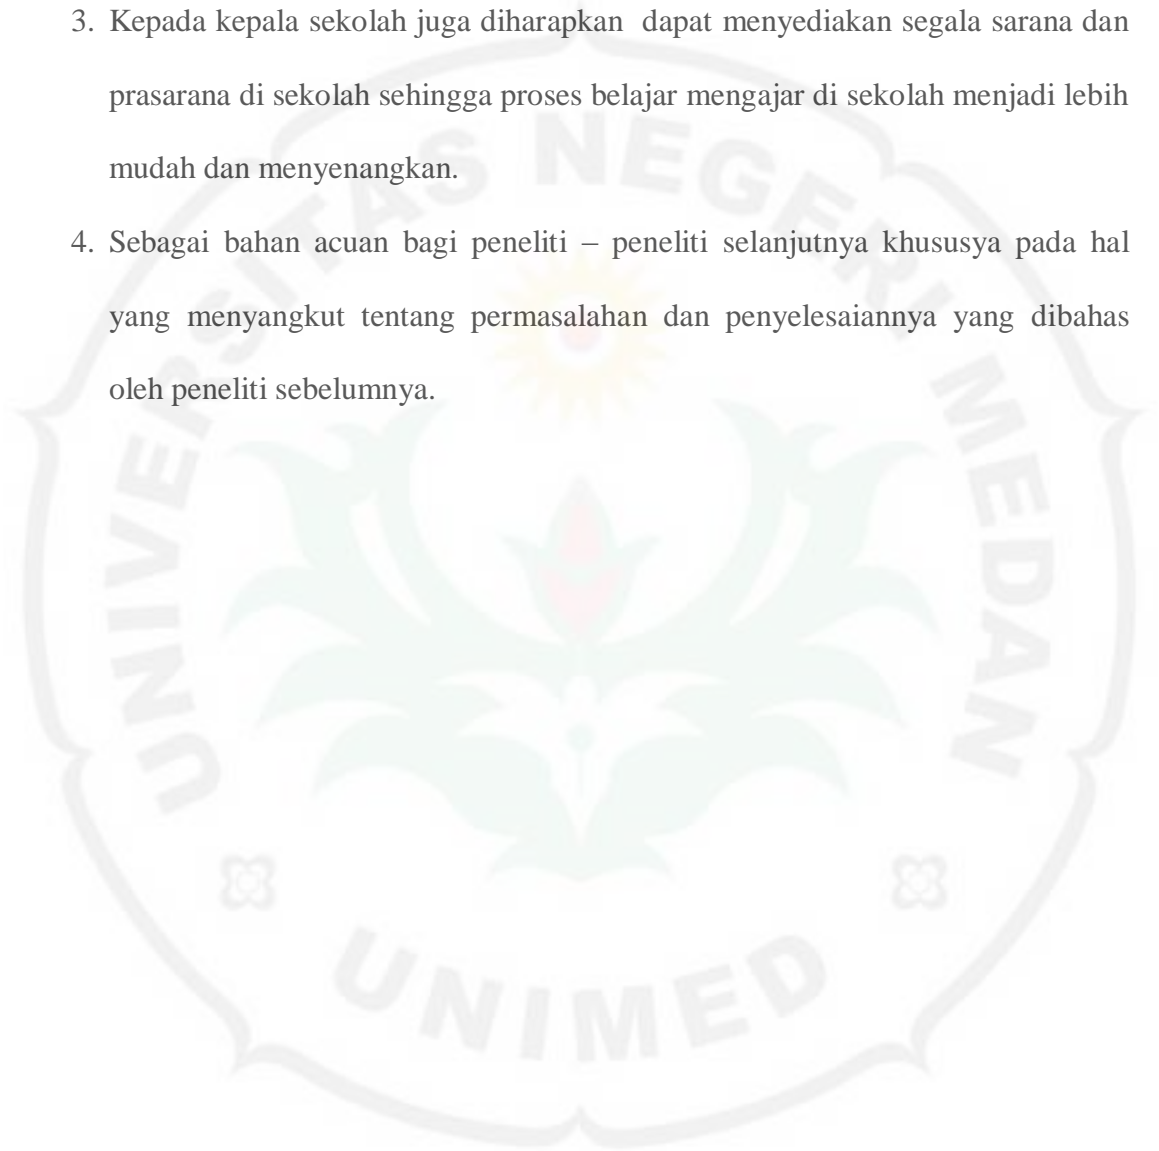 3. Kepada kepala sekolah juga diharapkan  dapat menyediakan segala sarana dan
prasarana di sekolah sehingga proses belajar mengajar di sekolah menjadi lebih
mudah dan menyenangkan.
4. Sebagai bahan acuan bagi peneliti – peneliti selanjutnya khususya pada hal
yang menyangkut tentang permasalahan dan penyelesaiannya yang dibahas
oleh peneliti sebelumnya.
UNIVERSITAS NEGERI MEDAN
UNIMED